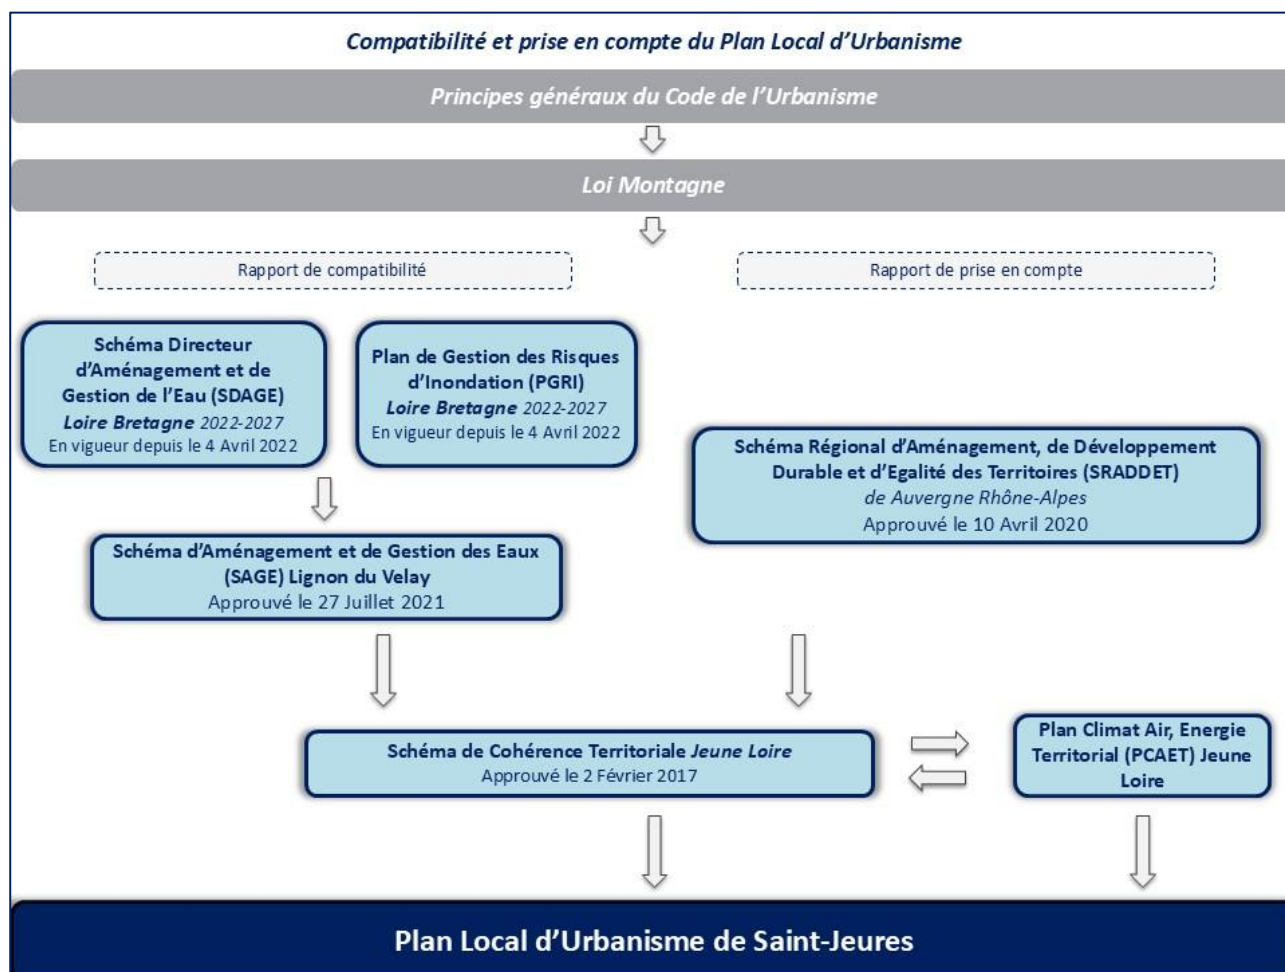 Compatibilité et prise en compte du Plan Local d'Urbanisme
Principes généraux du Code de l'Urbanisme
Loi Montagne
Rapport de compatibilité
Rapport de prise en compte
Schéma Directeur
d'Aménagement et de
Gestion de l'Eau (SDAGE)
Loire Bretagne 2022-2027
En vigueur depuis le 4 Avril 2022
Plan de Gestion des Risques
d'Inondation (PGRI)
Loire Bretagne 2022-2027
En vigueur depuis le 4 Avril 2022
Schéma Régional d'Aménagement, de Développement
Durable et d'Egalité des Territoires (SRADDET)
de Auvergne Rhône-Alpes
Approuvé le 10 Avril 2020
Schéma d'Aménagement et de Gestion des Eaux
(SAGE) Lignon du Velay
Approuvé le 27 Juillet 2021
Schéma de Cohérence Territoriale Jeune Loire
Approuvé le 2 Février 2017
Plan Climat Air, Energie
Territorial (PCAET) Jeune
Loire
Plan Local d'Urbanisme de Saint-Jeures